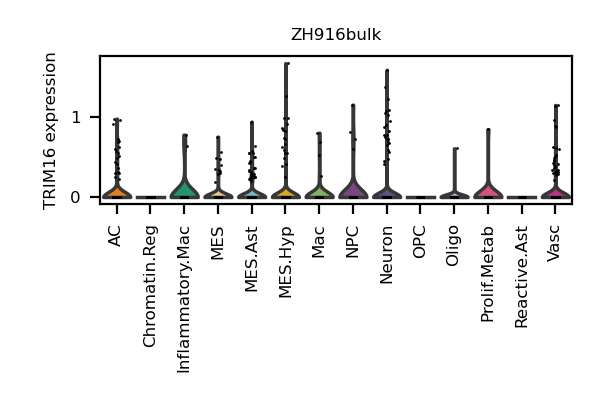 ZH916bulk
TRIM16 expression
1
0
AC
Chromatin.Reg
Inflammatory.Mac
MES
MES.Ast
MES.Hyp
Mac
NPC
Neuron
OPC
Oligo
Prolif.Metab
Reactive.Ast
Vasc